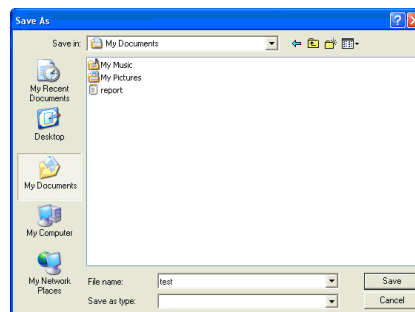 Save As
Save in: My Documents
My Music
My Pictures
report
My Recent
Documents
Desktop
My Documents
My Computer
My Network
Places
File name: test Save
Save as type: Cancel